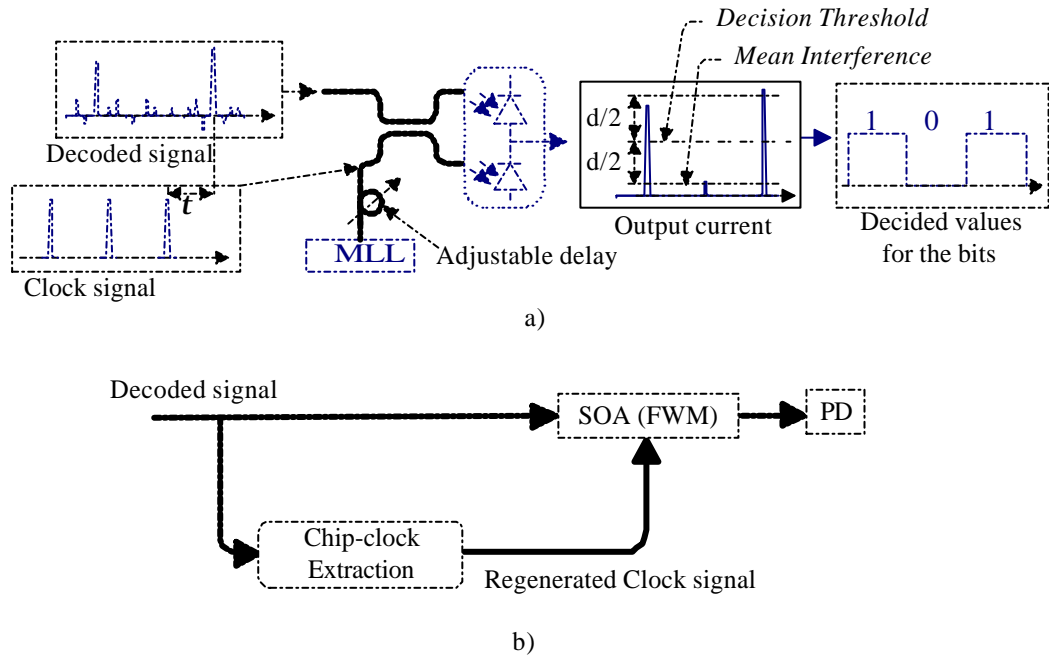 Decision Threshold
Mean Interference
Decoded signal
t
Clock signal
MLL
Adjustable delay
d/2
d/2
Output current
1 0 1
Decided values
for the bits
a)
Decoded signal
SOA (FWM)
PD
Chip-clock
Extraction
Regenerated Clock signal
b)